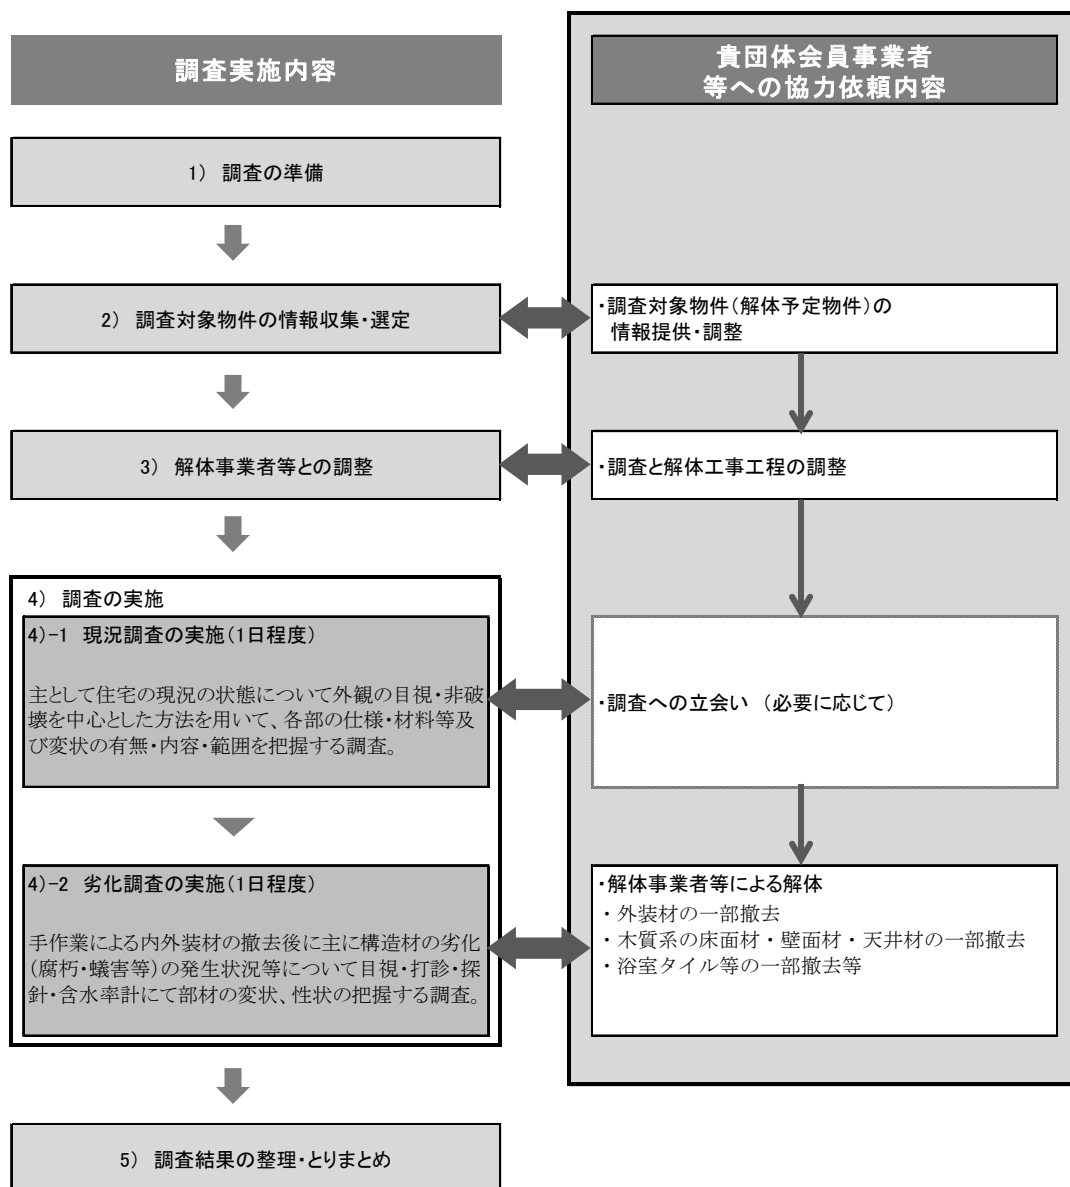 調査実施内容
貴団体会員事業者
等への協力依頼内容
1） 調査の準備
2） 調査対象物件の情報収集・選定
・調査対象物件（解体予定物件）の
情報提供・調整
3） 解体事業者等との調整
・調査と解体工事工程の調整
4） 調査の実施
4）-1 現況調査の実施（1日程度）
主として住宅の現況の状態について外観の目視・非破
壊を中心とした方法を用いて、各部の仕様・材料等及
び変状の有無・内容・範囲を把握する調査。
・調査への立会い （必要に応じて）
4）-2 劣化調査の実施（1日程度）
手作業による内外装材の撤去後に主に構造材の劣化
（腐朽・蟻害等）の発生状況等について目視・打診・探
針・含水率計にて部材の変状、性状の把握する調査。
・解体事業者等による解体
・外装材の一部撤去
・木質系の床面材・壁面材・天井材の一部撤去
・浴室タイル等の一部撤去等
5） 調査結果の整理・とりまとめ